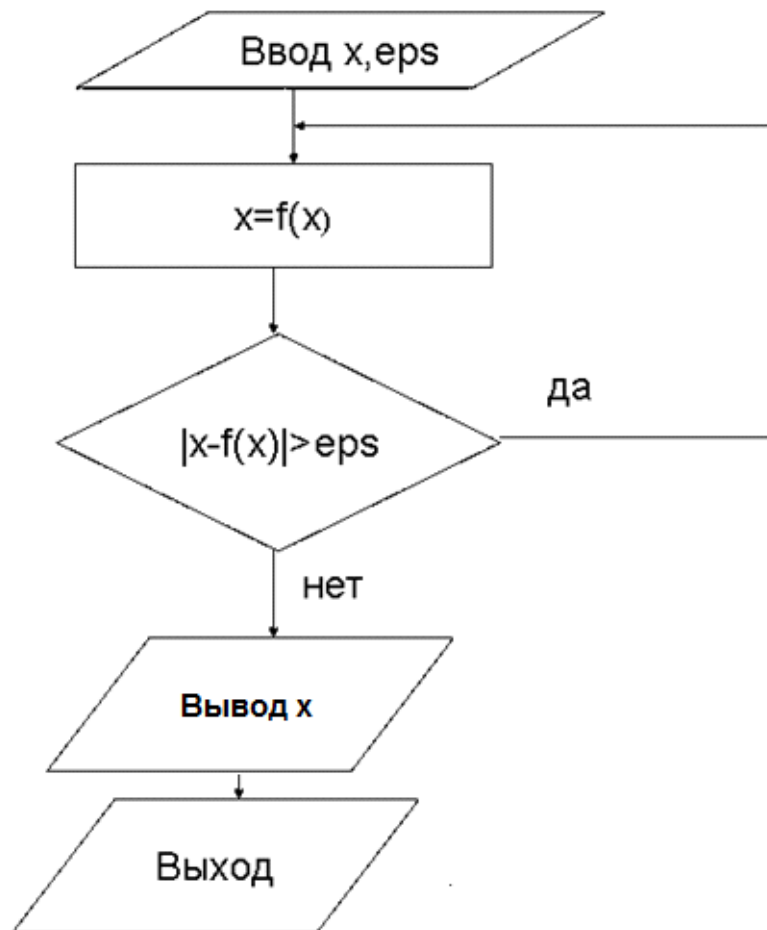 Ввод x,eps
x=f(x)
|x-f(x)|>eps
да
нет
Вывод x
Выход